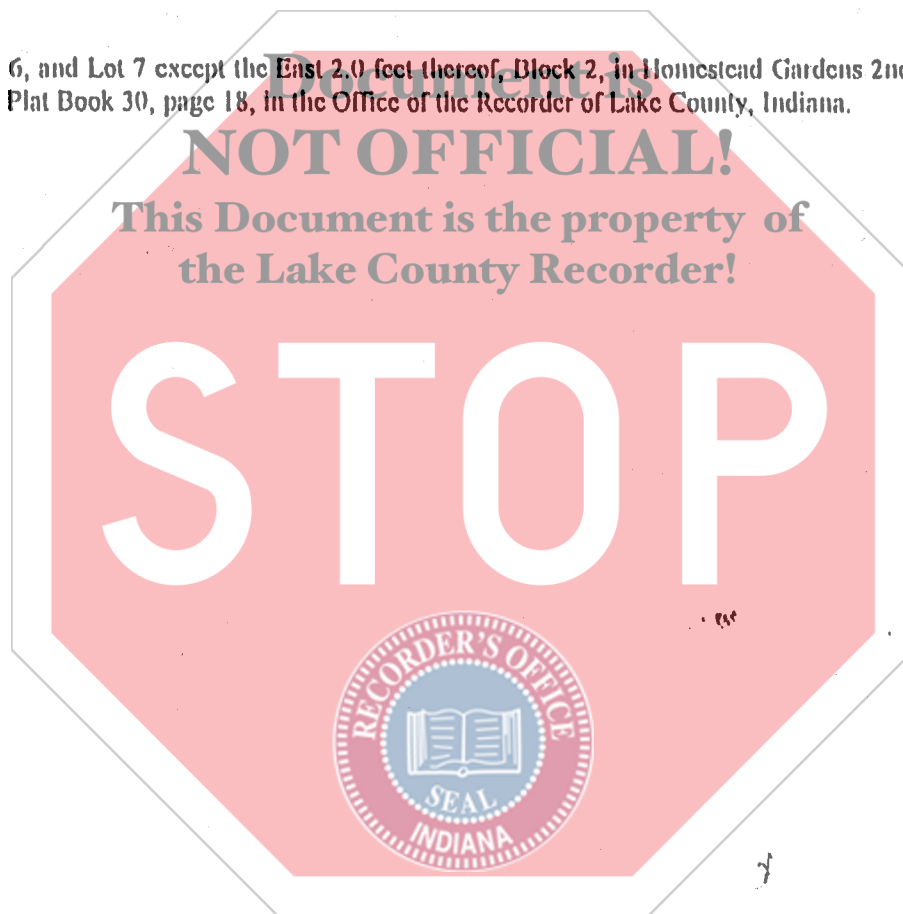 6, and Lot 7 except the East 2.0 feet thereof, Block 2, in Homestead Gardens 2nd
Plat Book 30, page 18, in the Office of the Recorder of Lake County, Indiana.
Document is
NOT OFFICIAL!
This Document is the property of
the Lake County Recorder!
STOP
RECORDER'S OFFICE
SEAL
INDIANA